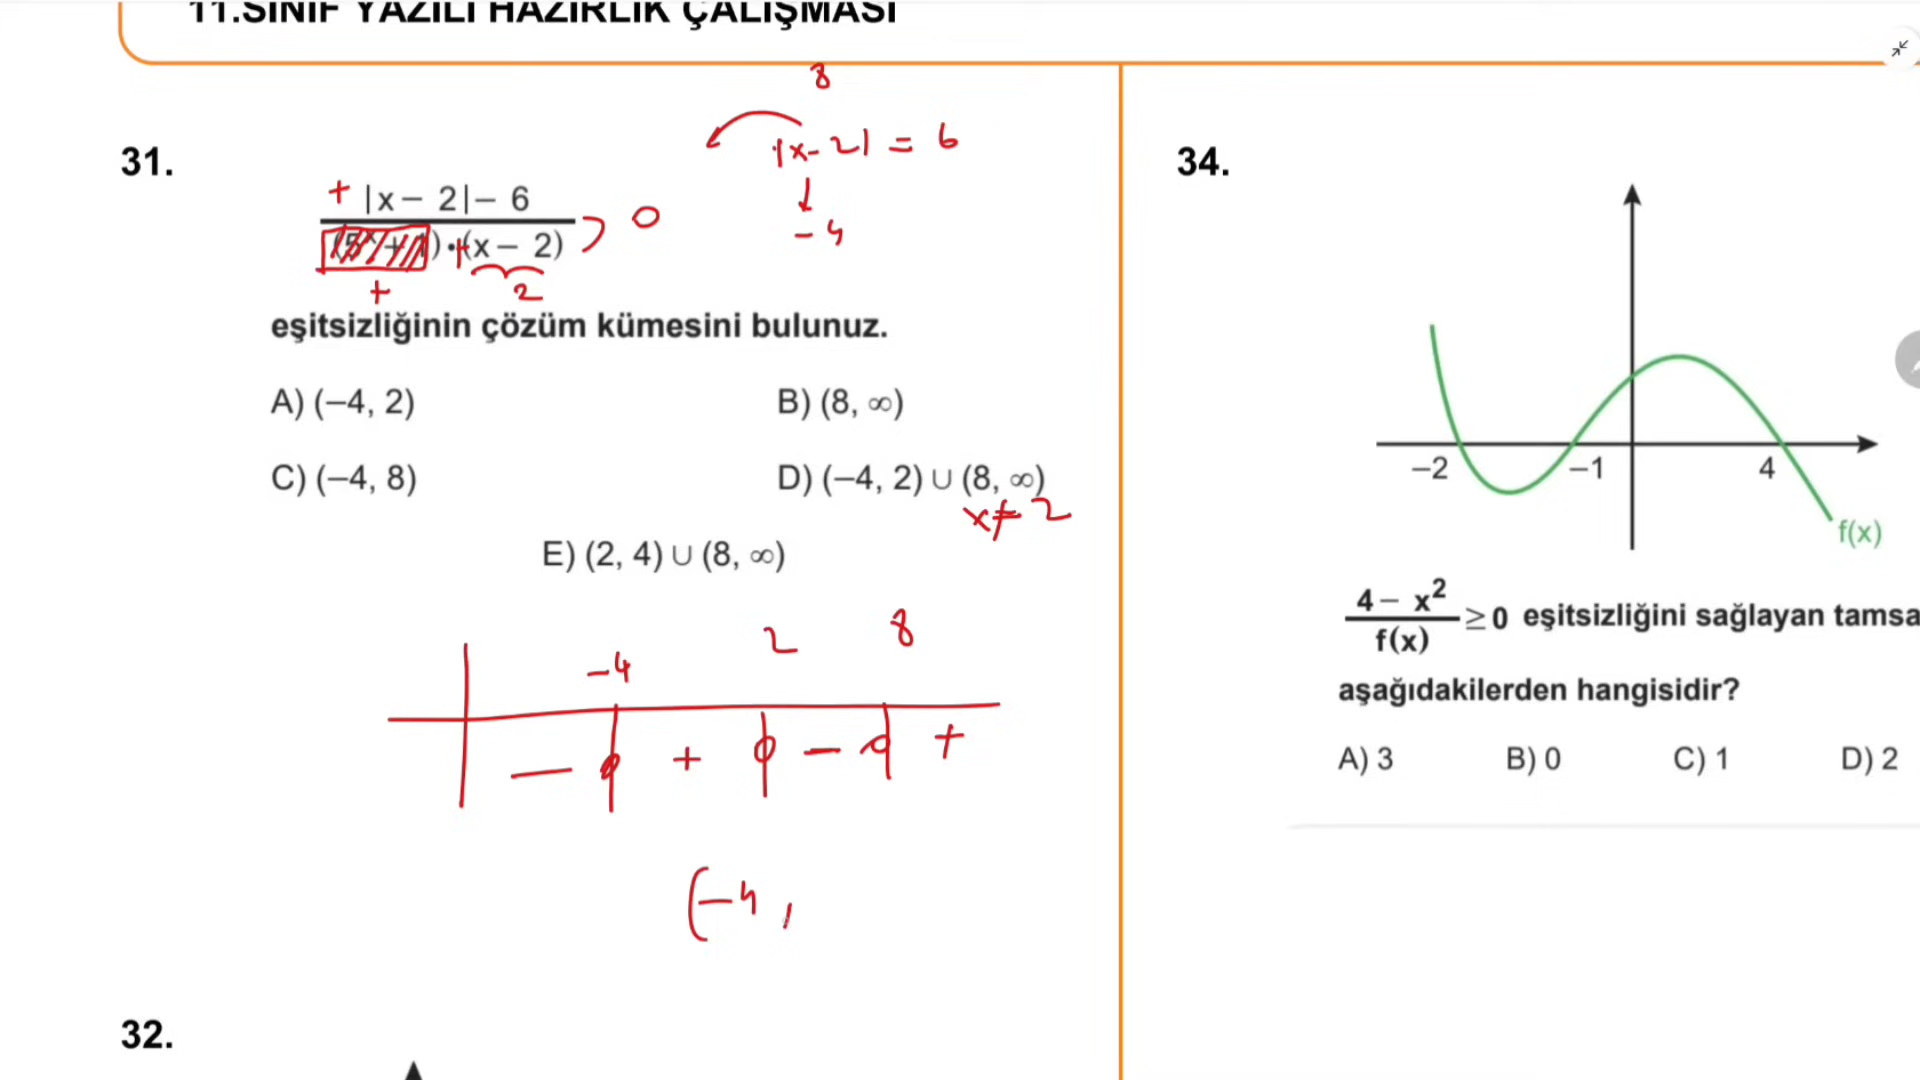 11.SINIF YAZILI HAZIRLIK ÇALIŞMASI
8
|x-2| = 6
-4
31.
+ |x − 2| − 6
(5ˣ + 1) · (x − 2)
> 0
+ 2
eşitsizliğinin çözüm kümesini bulunuz.
A) (−4, 2) B) (8, ∞)
C) (−4, 8) D) (−4, 2) ∪ (8, ∞)
x ≠ 2
E) (2, 4) ∪ (8, ∞)
-4 2 8
− + − +
(-4,
32.
34.
−2 −1 4
f(x)
4 − x²
f(x)
≥ 0 eşitsizliğini sağlayan tamsa
aşağıdakilerden hangisidir?
A) 3 B) 0 C) 1 D) 2